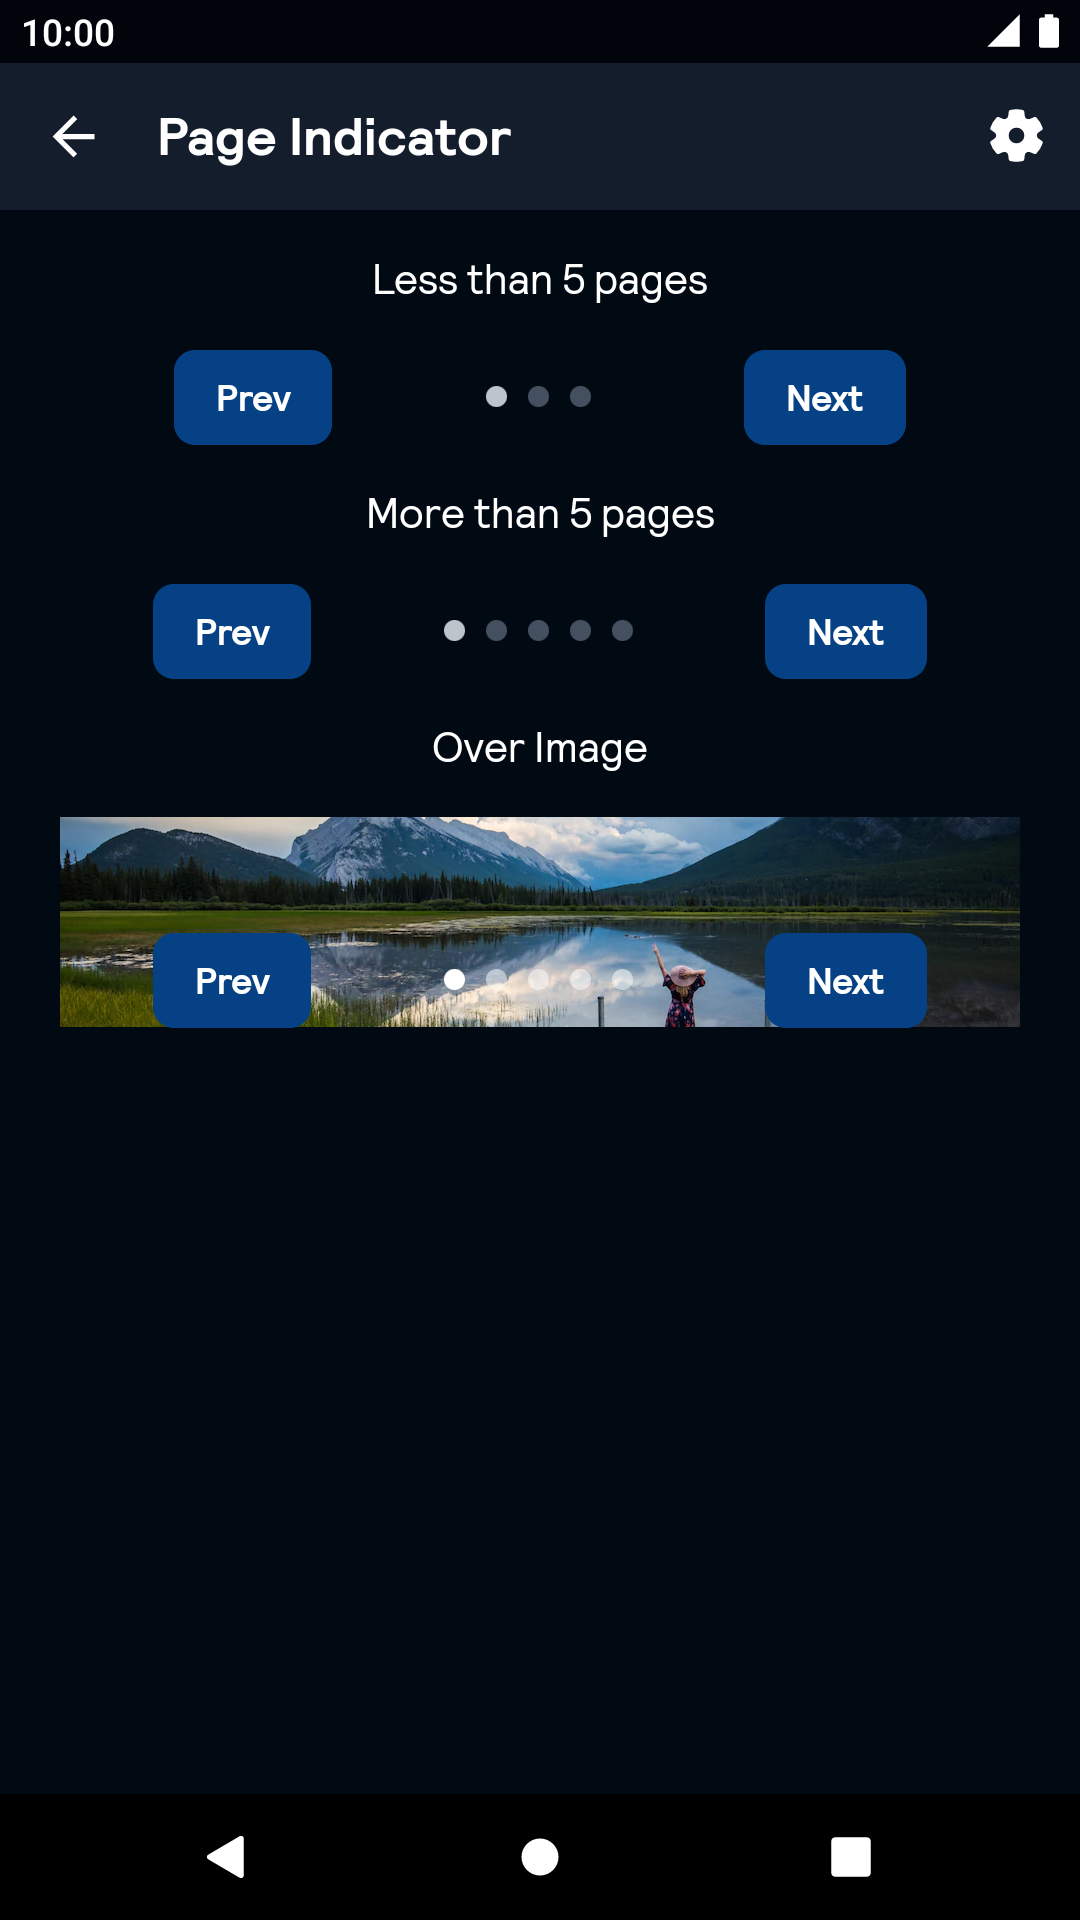 10:00
Page Indicator
Less than 5 pages
Prev
Next
More than 5 pages
Prev
Next
Over Image
Prev
Next